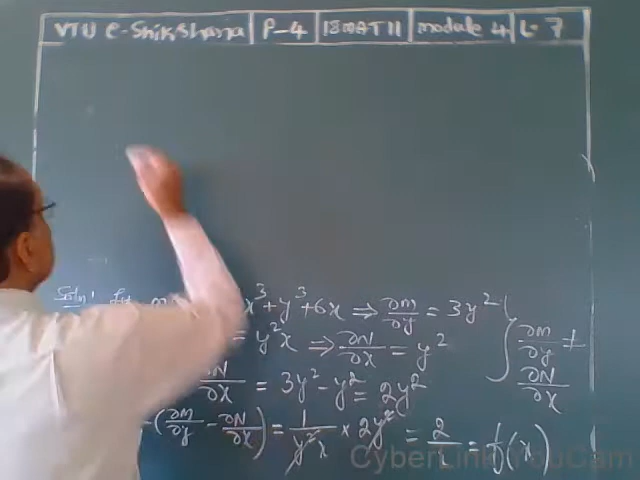 VTU e-Shikshana P-4 18MAT11 module 4 L-7
Soln: x³+y³+6x ⇒ ∂M/∂y = 3y²
= y²x ⇒ ∂N/∂x = y²
∂M/∂y ≠ ∂N/∂x
∂N/∂x = 3y²-y² = 2y²
(∂M/∂y - ∂N/∂x) = 1/y²x × 2y² = 2/x = f(x)
CyberLink YouCam